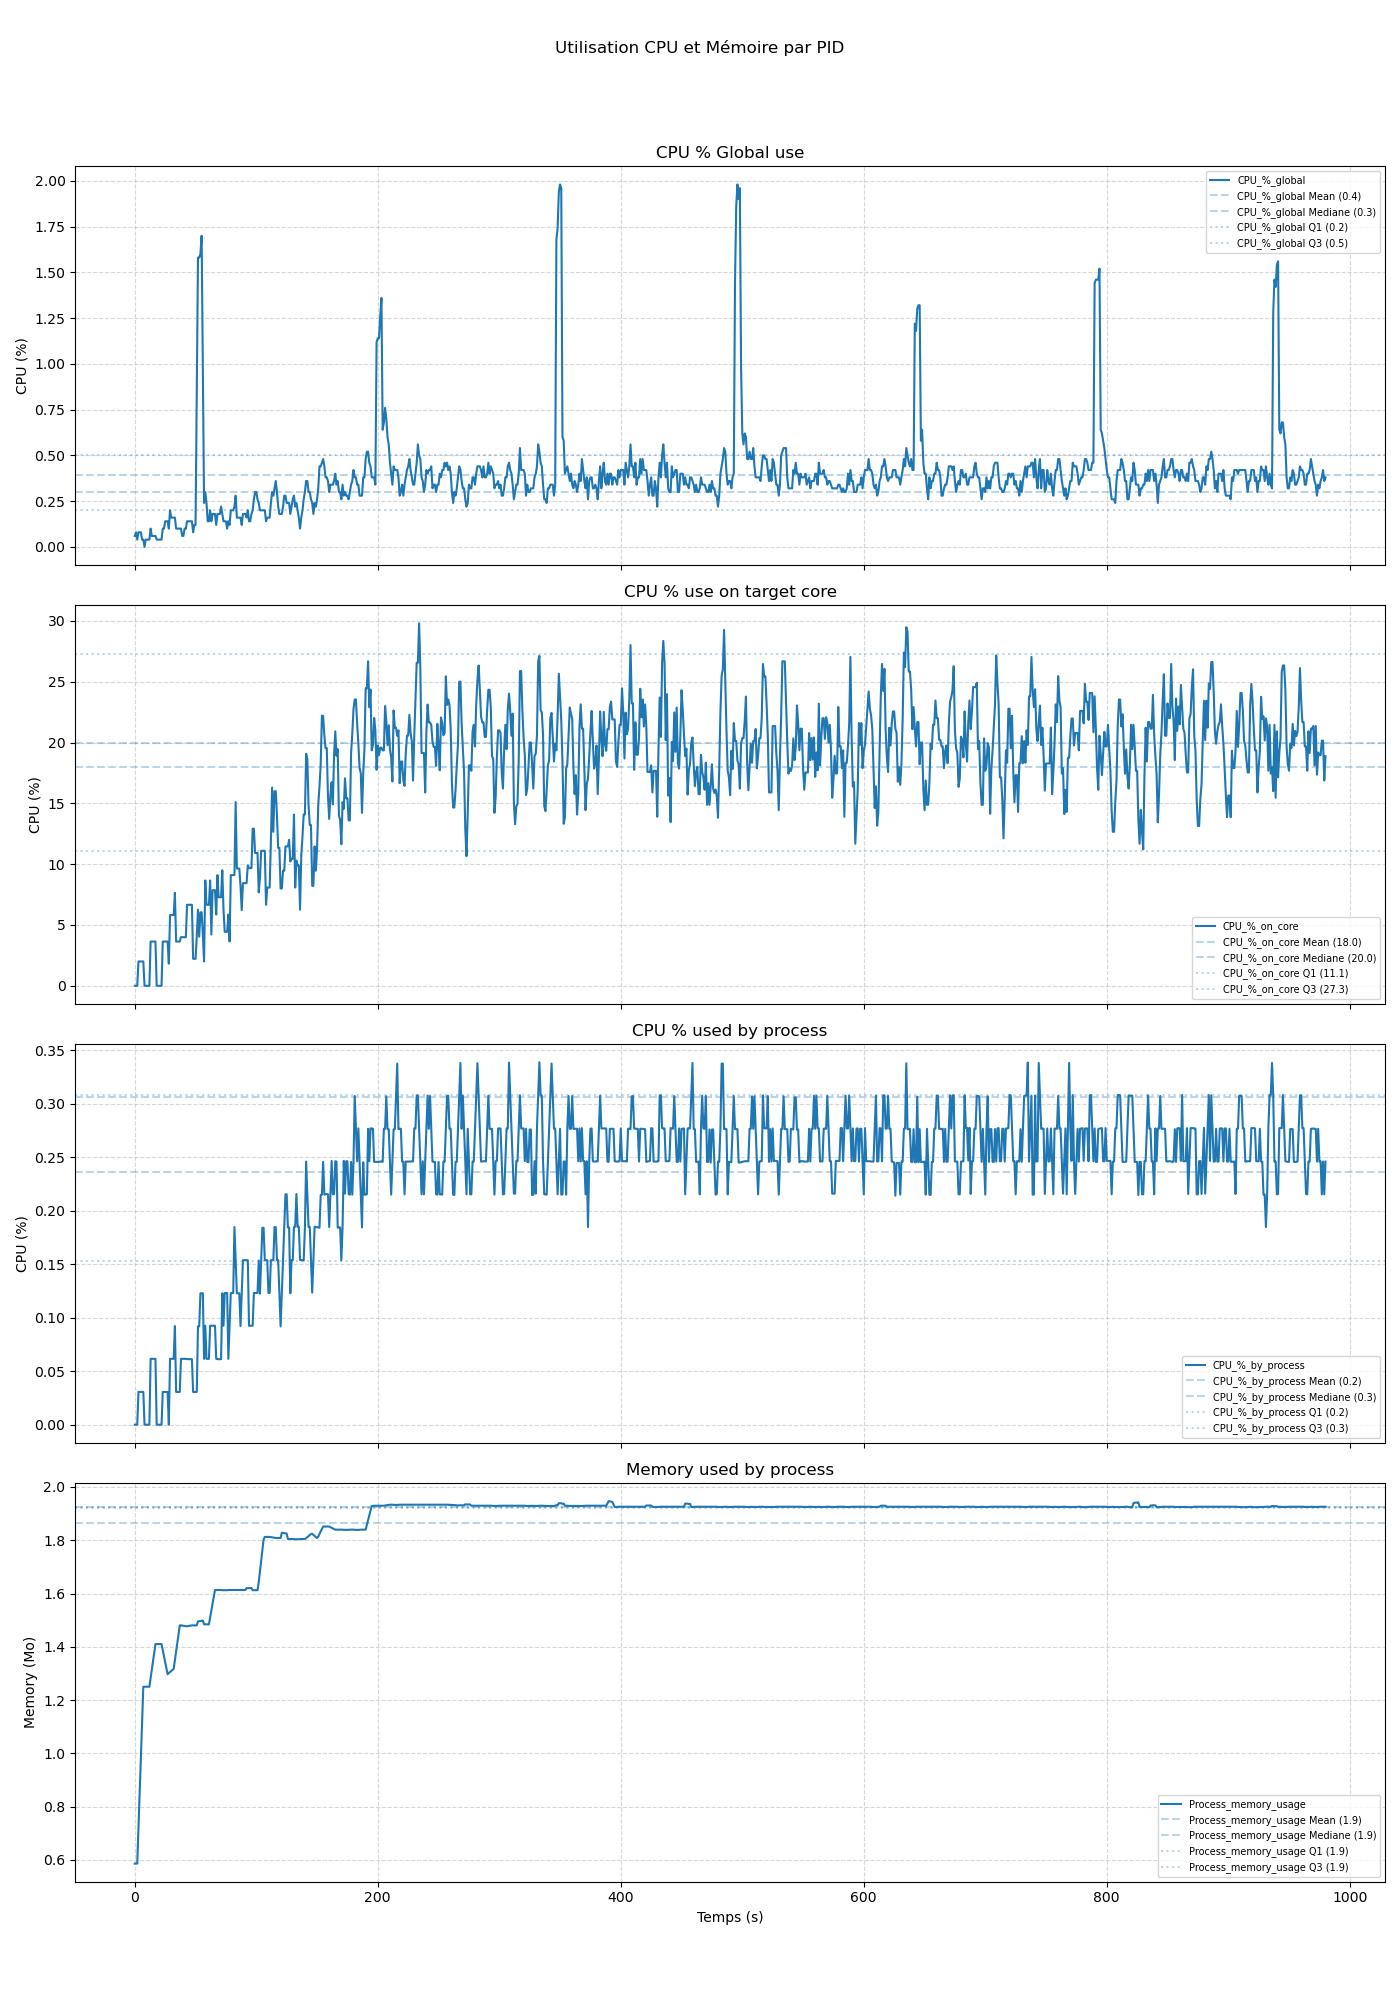 Utilisation CPU et Mémoire par PID
CPU % Global use
2.00
1.75
1.50
1.25
1.00
0.75
0.50
0.25
0.00
CPU (%)
CPU_%_global
CPU_%_global Mean (0.4)
CPU_%_global Mediane (0.3)
CPU_%_global Q1 (0.2)
CPU_%_global Q3 (0.5)
CPU % use on target core
30
25
20
15
10
5
0
CPU (%)
CPU_%_on_core
CPU_%_on_core Mean (18.0)
CPU_%_on_core Mediane (20.0)
CPU_%_on_core Q1 (11.1)
CPU_%_on_core Q3 (27.3)
CPU % used by process
0.35
0.30
0.25
0.20
0.15
0.10
0.05
0.00
CPU (%)
CPU_%_by_process
CPU_%_by_process Mean (0.2)
CPU_%_by_process Mediane (0.3)
CPU_%_by_process Q1 (0.2)
CPU_%_by_process Q3 (0.3)
Memory used by process
2.0
1.8
1.6
1.4
1.2
1.0
0.8
0.6
Memory (Mo)
Process_memory_usage
Process_memory_usage Mean (1.9)
Process_memory_usage Mediane (1.9)
Process_memory_usage Q1 (1.9)
Process_memory_usage Q3 (1.9)
0 200 400 600 800 1000
Temps (s)